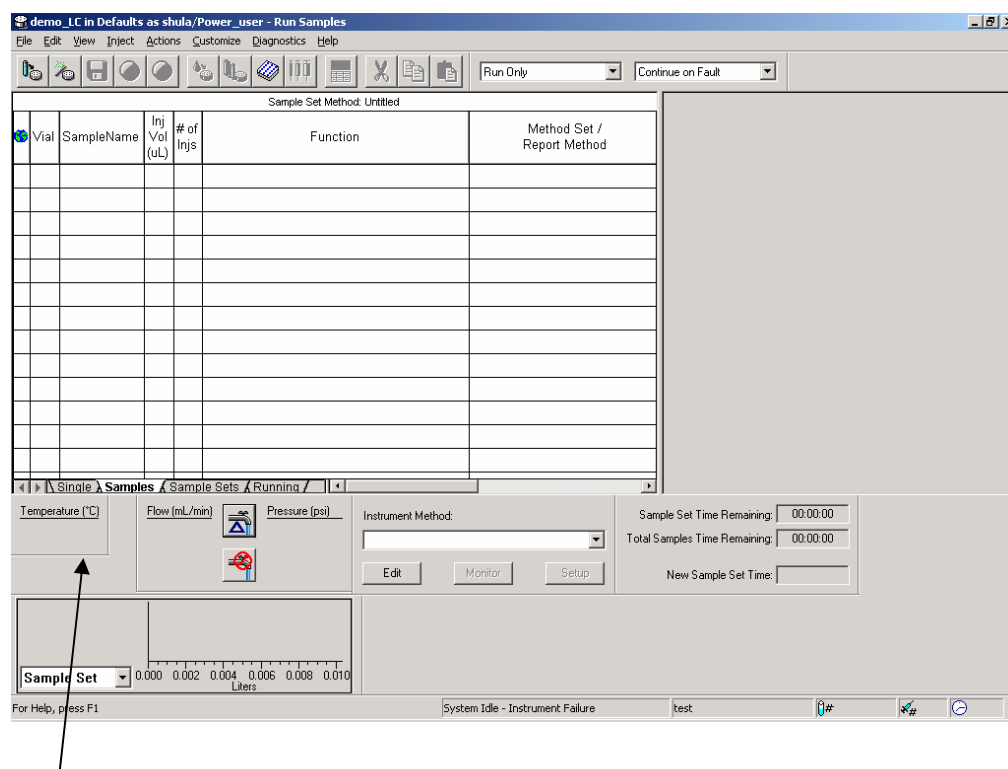 demo_LC in Defaults as shula/Power_user - Run Samples
File Edit View Inject Actions Customize Diagnostics Help
Run Only
Continue on Fault
Sample Set Method: Untitled
Vial
SampleName
Inj
Vol
(uL)
# of
Injs
Function
Method Set /
Report Method
Single Samples Sample Sets Running
Temperature (°C)
Flow (mL/min)
Pressure (psi)
Instrument Method:
Edit Monitor Setup
Sample Set Time Remaining: 00:00:00
Total Samples Time Remaining: 00:00:00
New Sample Set Time:
Sample Set
0.000 0.002 0.004 0.006 0.008 0.010
Liters
For Help, press F1
System Idle - Instrument Failure
test
#
#